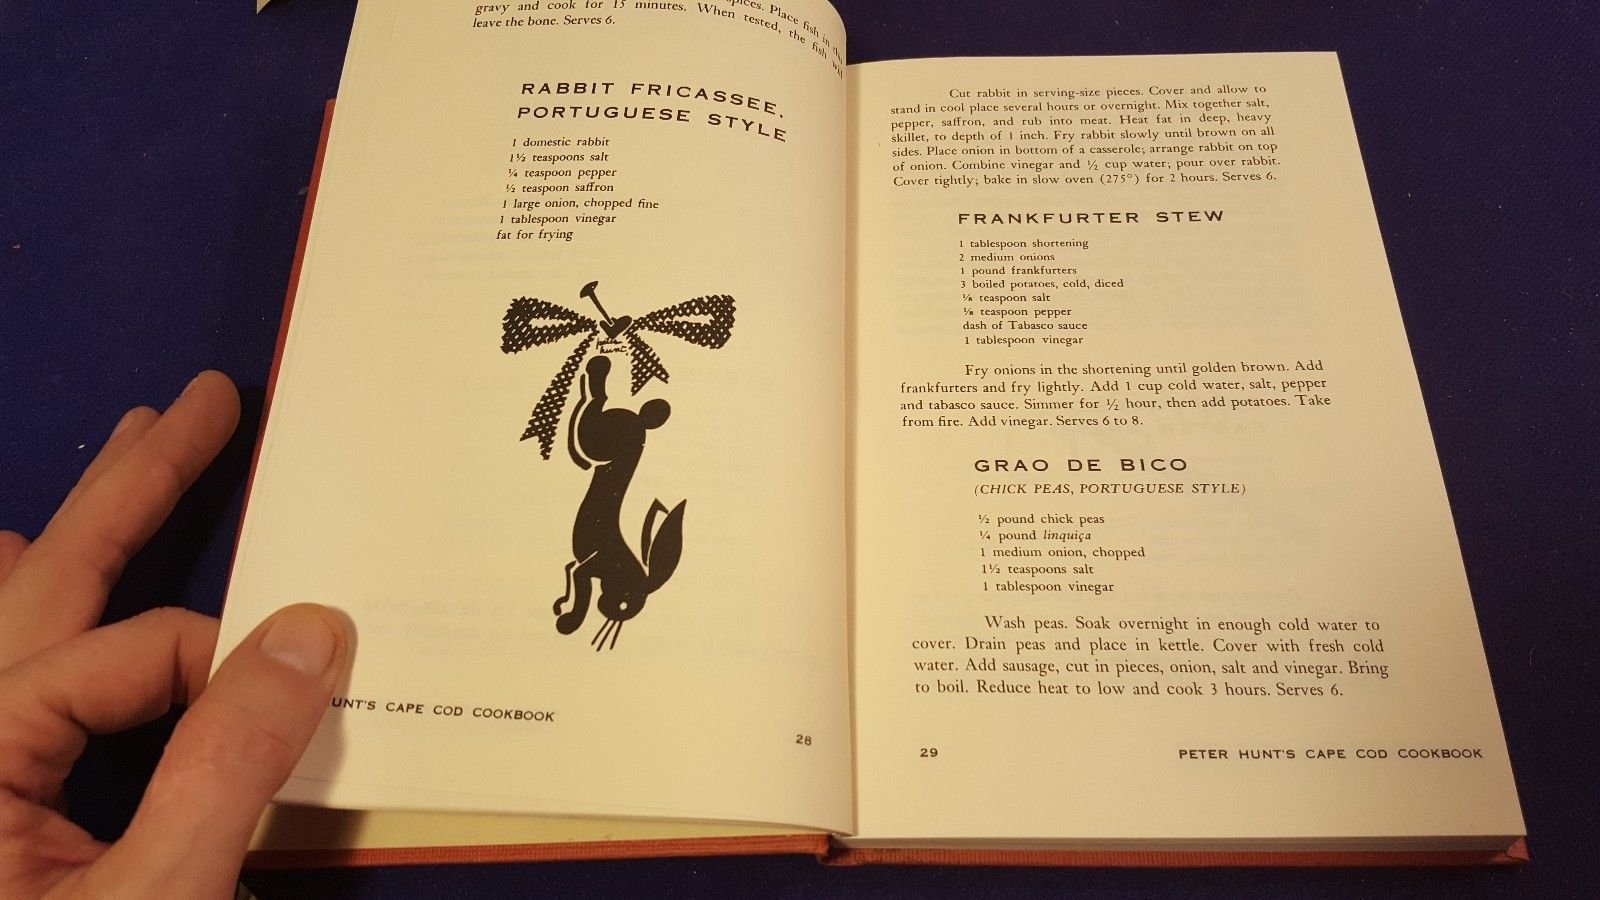 spices. Place fish in this
gravy and cook for 15 minutes. When tested, the fish will
leave the bone. Serves 6.
RABBIT FRICASSEE,
PORTUGUESE STYLE
1 domestic rabbit
1½ teaspoons salt
¼ teaspoon pepper
½ teaspoon saffron
1 large onion, chopped fine
1 tablespoon vinegar
fat for frying
peter
hunt
UNT'S CAPE COD COOKBOOK
28
Cut rabbit in serving-size pieces. Cover and allow to
stand in cool place several hours or overnight. Mix together salt,
pepper, saffron, and rub into meat. Heat fat in deep, heavy
skillet, to depth of 1 inch. Fry rabbit slowly until brown on all
sides. Place onion in bottom of a casserole; arrange rabbit on top
of onion. Combine vinegar and ½ cup water; pour over rabbit.
Cover tightly; bake in slow oven (275°) for 2 hours. Serves 6.
FRANKFURTER STEW
1 tablespoon shortening
2 medium onions
1 pound frankfurters
3 boiled potatoes, cold, diced
⅛ teaspoon salt
⅛ teaspoon pepper
dash of Tabasco sauce
1 tablespoon vinegar
Fry onions in the shortening until golden brown. Add
frankfurters and fry lightly. Add 1 cup cold water, salt, pepper
and tabasco sauce. Simmer for ½ hour, then add potatoes. Take
from fire. Add vinegar. Serves 6 to 8.
GRAO DE BICO
(CHICK PEAS, PORTUGUESE STYLE)
½ pound chick peas
¼ pound linquiça
1 medium onion, chopped
1½ teaspoons salt
1 tablespoon vinegar
Wash peas. Soak overnight in enough cold water to
cover. Drain peas and place in kettle. Cover with fresh cold
water. Add sausage, cut in pieces, onion, salt and vinegar. Bring
to boil. Reduce heat to low and cook 3 hours. Serves 6.
29
PETER HUNT'S CAPE COD COOKBOOK